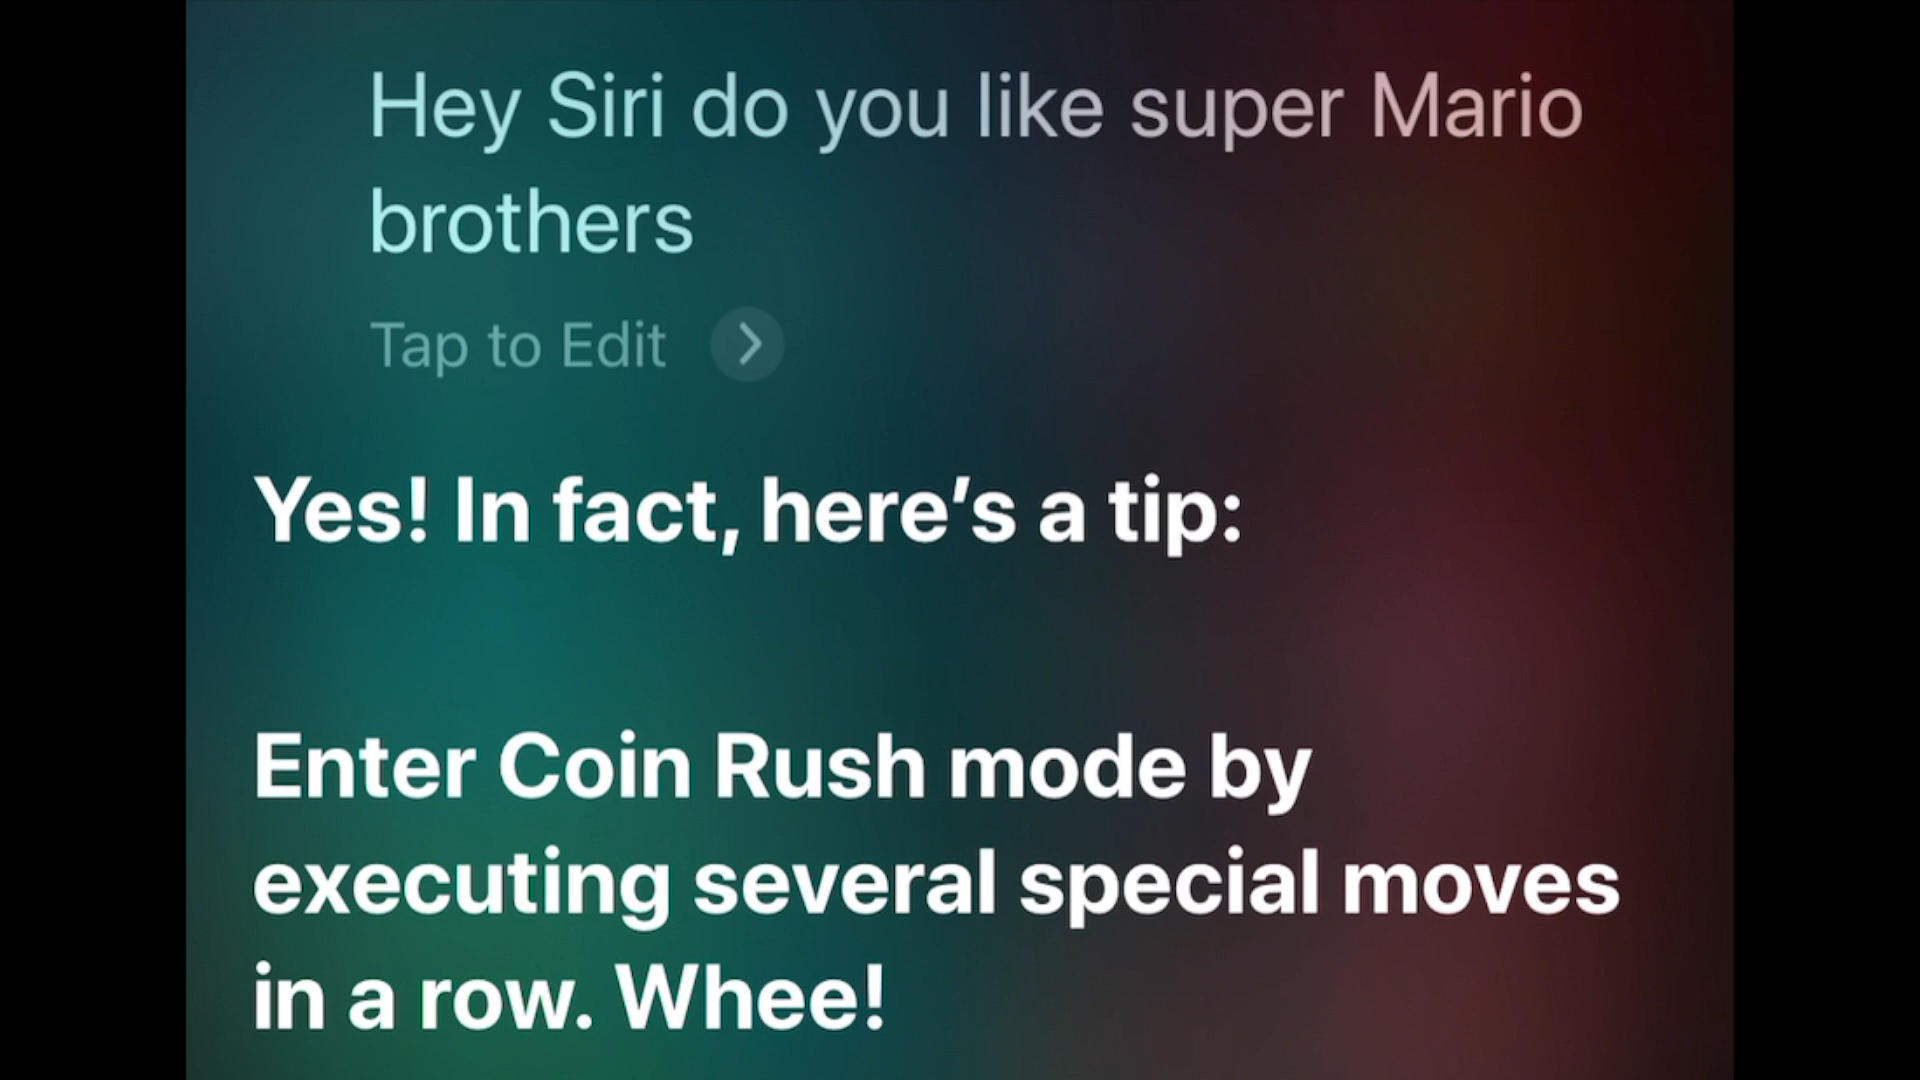 Hey Siri do you like super Mario
brothers
Tap to Edit
Yes! In fact, here’s a tip:
Enter Coin Rush mode by
executing several special moves
in a row. Whee!